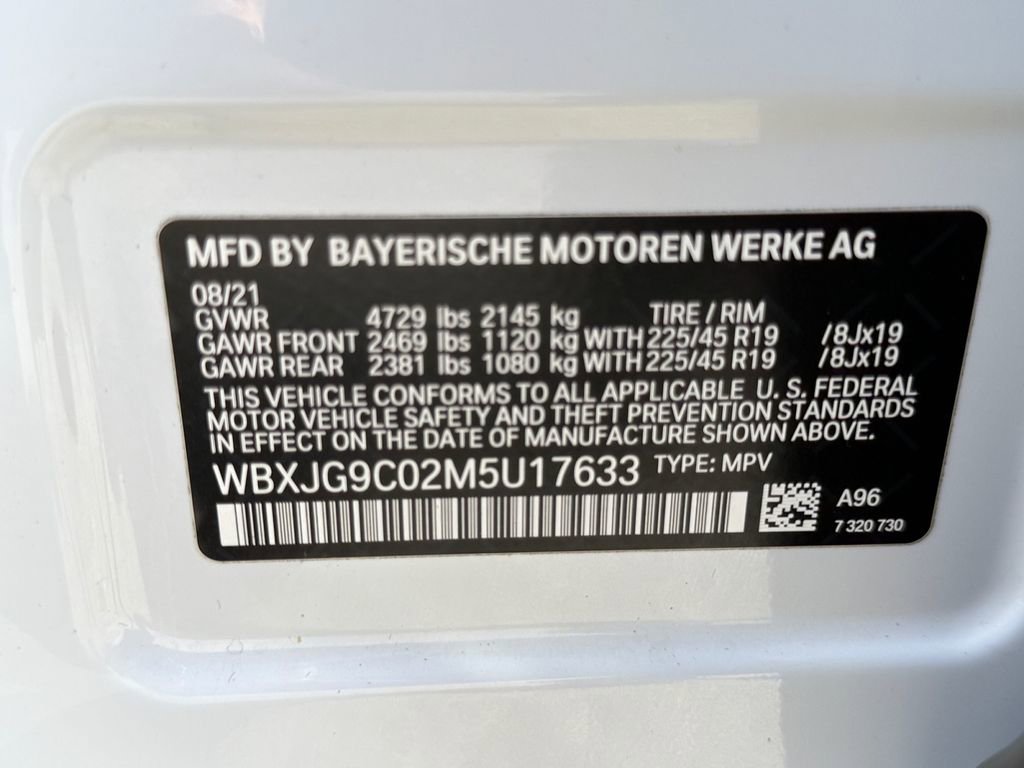 MFD BY BAYERISCHE MOTOREN WERKE AG
08/21
GVWR 4729 lbs 2145 kg TIRE / RIM
GAWR FRONT 2469 lbs 1120 kg WITH 225/45 R19 /8Jx19
GAWR REAR 2381 lbs 1080 kg WITH 225/45 R19 /8Jx19
THIS VEHICLE CONFORMS TO ALL APPLICABLE U. S. FEDERAL
MOTOR VEHICLE SAFETY AND THEFT PREVENTION STANDARDS
IN EFFECT ON THE DATE OF MANUFACTURE SHOWN ABOVE.
WBXJG9C02M5U17633 TYPE: MPV
A96
7 320 730